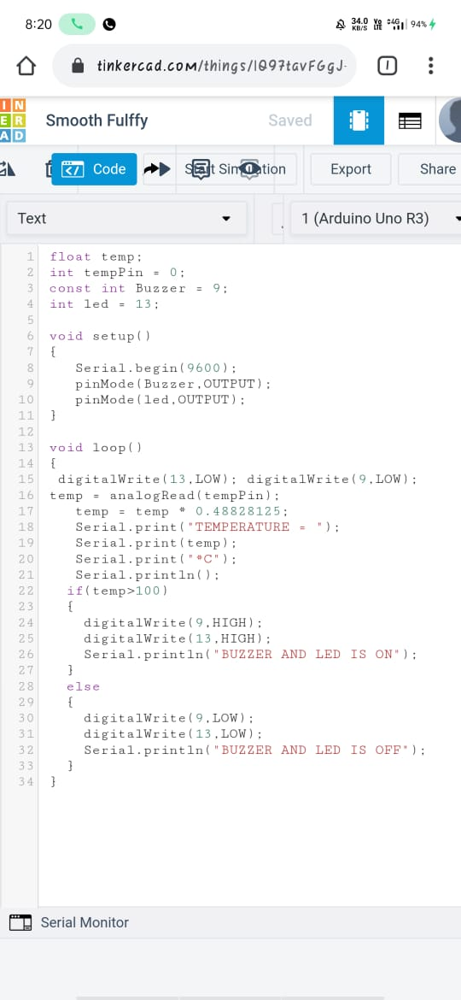 8:20
34.0 KB/S Vo LTE 4G 94%
tinkercad.com/things/lQ97tavFGgJ-
1
IN
ER
AD
Smooth Fulffy
Saved
Code
Start Simulation
Export
Share
Text
1 (Arduino Uno R3)
1 float temp;
2 int tempPin = 0;
3 const int Buzzer = 9;
4 int led = 13;
5
6 void setup()
7 {
8 Serial.begin(9600);
9 pinMode(Buzzer,OUTPUT);
10 pinMode(led,OUTPUT);
11 }
12
13 void loop()
14 {
15 digitalWrite(13,LOW); digitalWrite(9,LOW);
16 temp = analogRead(tempPin);
17 temp = temp * 0.48828125;
18 Serial.print("TEMPERATURE = ");
19 Serial.print(temp);
20 Serial.print("*C");
21 Serial.println();
22 if(temp>100)
23 {
24 digitalWrite(9,HIGH);
25 digitalWrite(13,HIGH);
26 Serial.println("BUZZER AND LED IS ON");
27 }
28 else
29 {
30 digitalWrite(9,LOW);
31 digitalWrite(13,LOW);
32 Serial.println("BUZZER AND LED IS OFF");
33 }
34 }
Serial Monitor